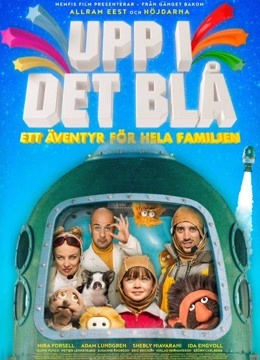 MEMFIS FILM PRESENTERAR - FRÅN GÄNGET BAKOM
ALLRAM EEST OCH HÖJDARNA
UPP I
DET BLÅ
ETT ÄVENTYR FÖR HELA FAMILJEN
MIRA FORSELL ADAM LUNDGREN SHEBLY NIAVARANI IDA ENGVOLL